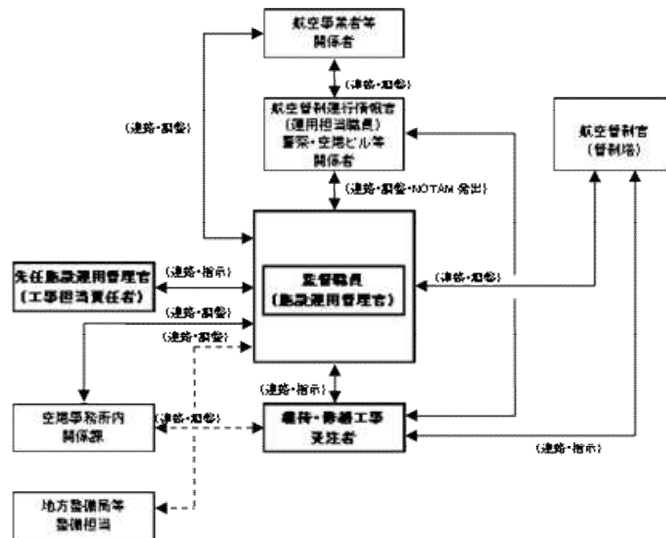 航空事業者等
関係者
(連絡・調整)
(連絡・調整)
航空管制運行情報官
(運用担当職員)
警察・空港ビル等
関係者
航空管制官
(管制塔)
(連絡・調整・NOTAM発出)
先任施設運用管理官
(工事担当責任者)
(連絡・指示)
監督職員
(施設運用管理官)
(連絡・調整)
(連絡・調整)
(連絡・調整)
(連絡・指示)
空港事務所内
関係課
(連絡・調整)
維持・修繕工事
受注者
(連絡・指示)
地方整備局等
整備担当